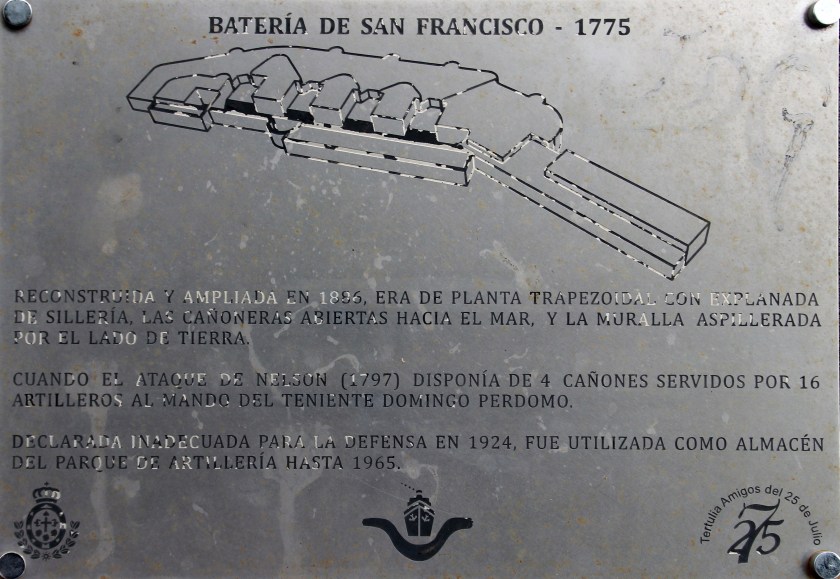 BATERÍA DE SAN FRANCISCO - 1775
RECONSTRUIDA Y AMPLIADA EN 1886, ERA DE PLANTA TRAPEZOIDAL CON EXPLANADA
DE SILLERÍA, LAS CAÑONERAS ABIERTAS HACIA EL MAR, Y LA MURALLA ASPILLERADA
POR EL LADO DE TIERRA.
CUANDO EL ATAQUE DE NELSON (1797) DISPONÍA DE 4 CAÑONES SERVIDOS POR 16
ARTILLEROS AL MANDO DEL TENIENTE DOMINGO PERDOMO.
DECLARADA INADECUADA PARA LA DEFENSA EN 1924, FUE UTILIZADA COMO ALMACÉN
DEL PARQUE DE ARTILLERÍA HASTA 1965.
Tertulia Amigos del 25 de Julio
25